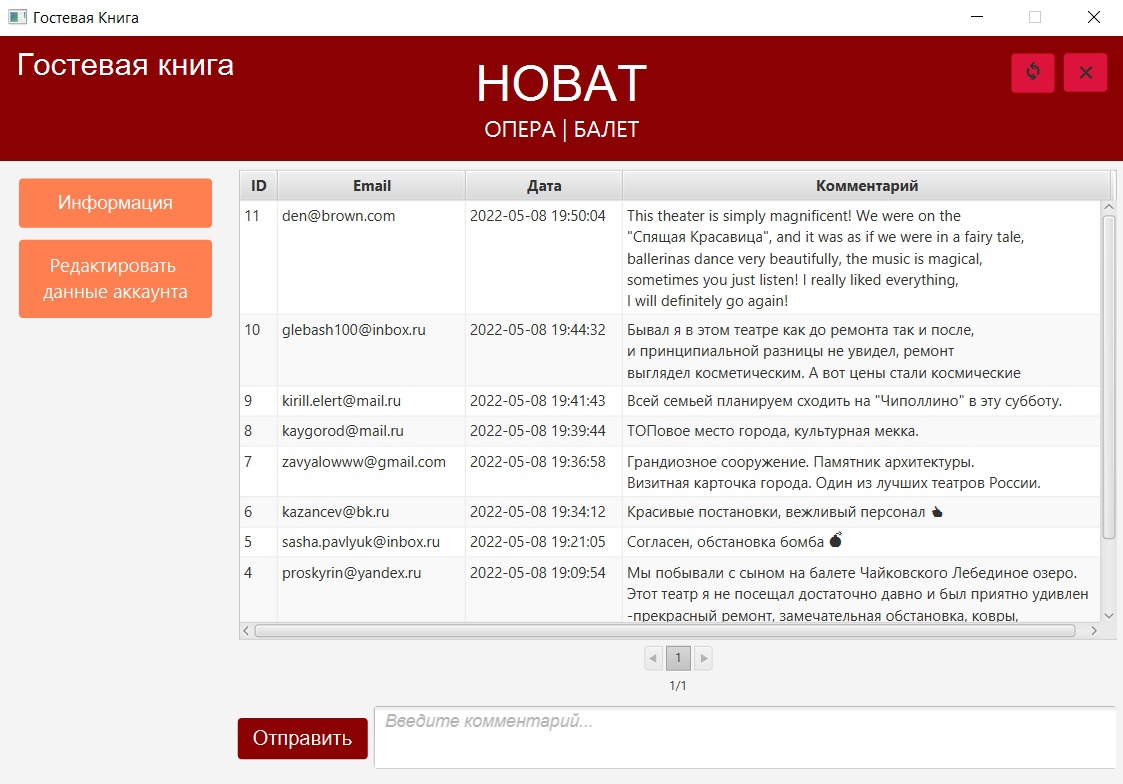 Гостевая Книга
Гостевая книга
НОВАТ
ОПЕРА | БАЛЕТ
Информация
Редактировать
данные аккаунта
ID Email Дата Комментарий
11 den@brown.com 2022-05-08 19:50:04 This theater is simply magnificent! We were on the
"Спящая Красавица", and it was as if we were in a fairy tale,
ballerinas dance very beautifully, the music is magical,
sometimes you just listen! I really liked everything,
I will definitely go again!
10 glebash100@inbox.ru 2022-05-08 19:44:32 Бывал я в этом театре как до ремонта так и после,
и принципиальной разницы не увидел, ремонт
выглядел косметическим. А вот цены стали космические
9 kirill.elert@mail.ru 2022-05-08 19:41:43 Всей семьей планируем сходить на "Чиполлино" в эту субботу.
8 kaygorod@mail.ru 2022-05-08 19:39:44 ТОПовое место города, культурная мекка.
7 zavyalowww@gmail.com 2022-05-08 19:36:58 Грандиозное сооружение. Памятник архитектуры.
Визитная карточка города. Один из лучших театров России.
6 kazancev@bk.ru 2022-05-08 19:34:12 Красивые постановки, вежливый персонал 👍
5 sasha.pavlyuk@inbox.ru 2022-05-08 19:21:05 Согласен, обстановка бомба 💣
4 proskyrin@yandex.ru 2022-05-08 19:09:54 Мы побывали с сыном на балете Чайковского Лебединое озеро.
Этот театр я не посещал достаточно давно и был приятно удивлен
-прекрасный ремонт, замечательная обстановка, ковры,
1
1/1
Отправить
Введите комментарий...